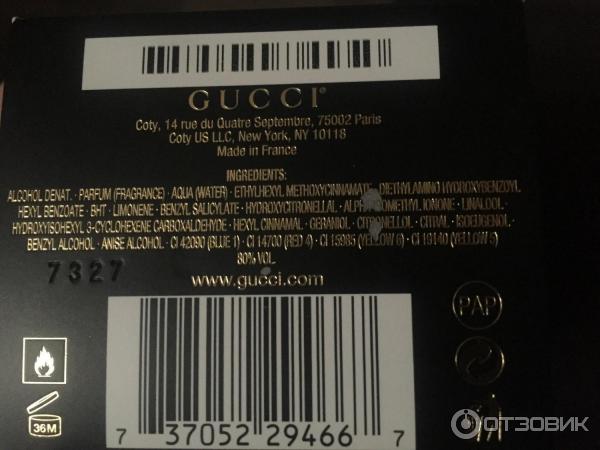 GUCCI®
Coty, 14 rue du Quatre Septembre, 75002 Paris
Coty US LLC, New York, NY 10118
Made in France
INGREDIENTS:
ALCOHOL DENAT. · PARFUM (FRAGRANCE) · AQUA (WATER) · ETHYLHEXYL METHOXYCINNAMATE · DIETHYLAMINO HYDROXYBENZOYL
HEXYL BENZOATE · BHT · LIMONENE · BENZYL SALICYLATE · HYDROXYCITRONELLAL · ALPHA-ISOMETHYL IONONE · LINALOOL ·
HYDROXYISOHEXYL 3-CYCLOHEXENE CARBOXALDEHYDE · HEXYL CINNAMAL · GERANIOL · CITRONELLOL · CITRAL · ISOEUGENOL ·
BENZYL ALCOHOL · ANISE ALCOHOL · CI 42090 (BLUE 1) · CI 14700 (RED 4) · CI 15985 (YELLOW 6) · CI 19140 (YELLOW 5)
80% VOL.
7327
www.gucci.com
PAP
36M
7 37052 29466 7
ОТЗОВИК